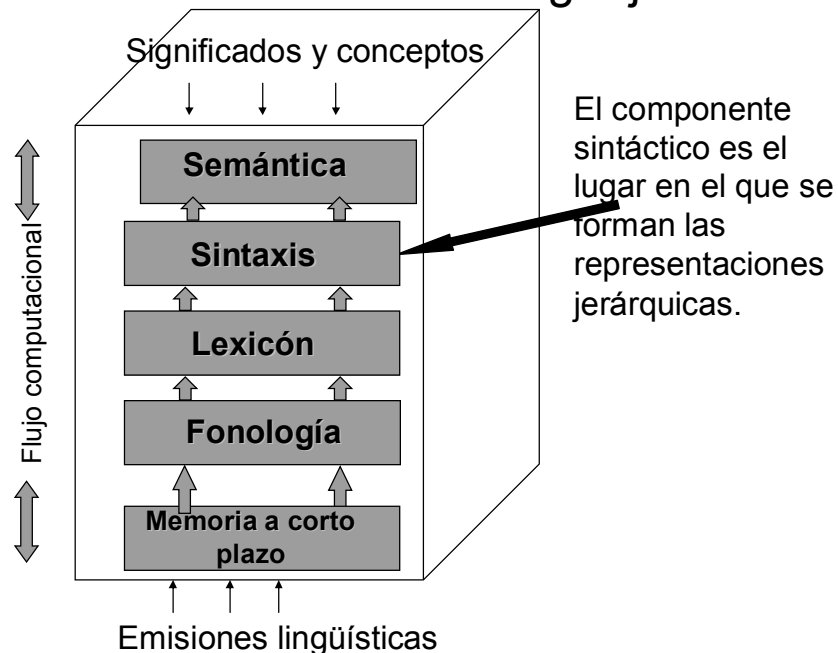 Significados y conceptos
Semántica
Sintaxis
Lexicón
Fonología
Memoria a corto
plazo
Emisiones lingüísticas
Flujo computacional
El componente
sintáctico es el
lugar en el que se
forman las
representaciones
jerárquicas.